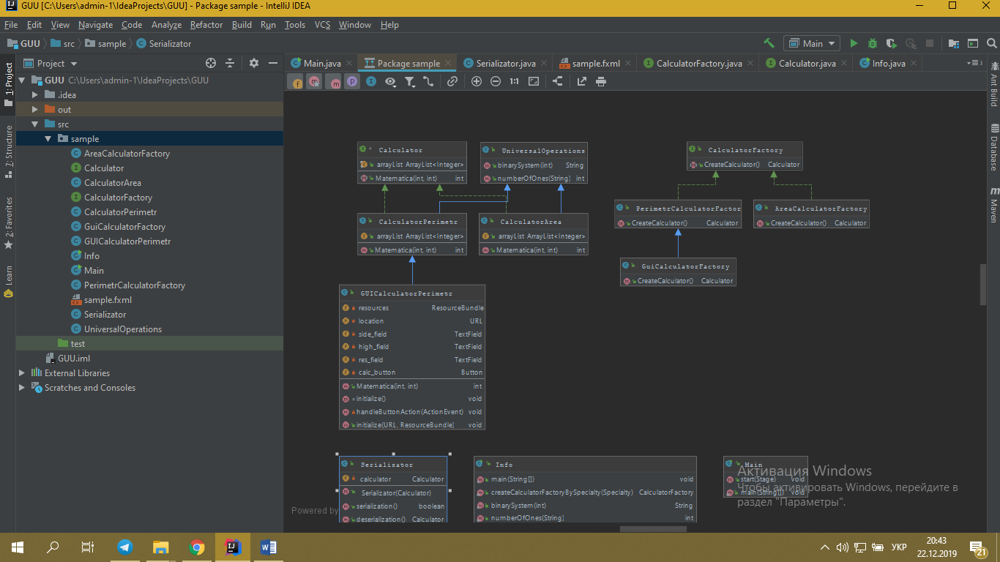 GUU [C:\Users\admin-1\IdeaProjects\GUU] - Package sample - IntelliJ IDEA
File Edit View Navigate Code Analyze Refactor Build Run Tools VCS Window Help
GUU src sample Serializator
Main
Project
Main.java Package sample Serializator.java sample.fxml CalculatorFactory.java Calculator.java Info.java
1: Project
7: Structure
2: Favorites
Learn
GUU C:\Users\admin-1\IdeaProjects\GUU
.idea
out
src
sample
AreaCalculatorFactory
Calculator
CalculatorArea
CalculatorFactory
CalculatorPerimetr
GuiCalculatorFactory
GUICalculatorPerimetr
Info
Main
PerimetrCalculatorFactory
sample.fxml
Serializator
UniversalOperations
test
GUU.iml
External Libraries
Scratches and Consoles
1:1
Calculator
arrayList ArrayList<Integer>
Matematica(int, int) int
UniversalOperations
binarySystem(int) String
numberOfOnes(String) int
CalculatorFactory
CreateCalculator() Calculator
CalculatorPerimetr
arrayList ArrayList<Integer>
Matematica(int, int) int
CalculatorArea
arrayList ArrayList<Integer>
Matematica(int, int) int
PerimetrCalculatorFactor
CreateCalculator() Calculator
AreaCalculatorFactory
CreateCalculator() Calculator
GuiCalculatorFactory
CreateCalculator() Calculator
GUICalculatorPerimetr
resources ResourceBundle
location URL
side_field TextField
high_field TextField
res_field TextField
calc_button Button
Matematica(int, int) int
initialize() void
handleButtonAction(ActionEvent) void
initialize(URL, ResourceBundle) void
Serializator
calculator Calculator
Serializator(Calculator)
serialization() boolean
deserialization() Calculator
Info
main(String[]) void
createCalculatorFactoryBySpecialty(Specialty) CalculatorFactory
binarySystem(int) String
numberOfOnes(String) int
Main
start(Stage) void
main(String[]) void
Powered by
Активация Windows
Чтобы активировать Windows, перейдите в
раздел "Параметры".
Ant Build
Database
Maven
УКР
20:43
22.12.2019
21